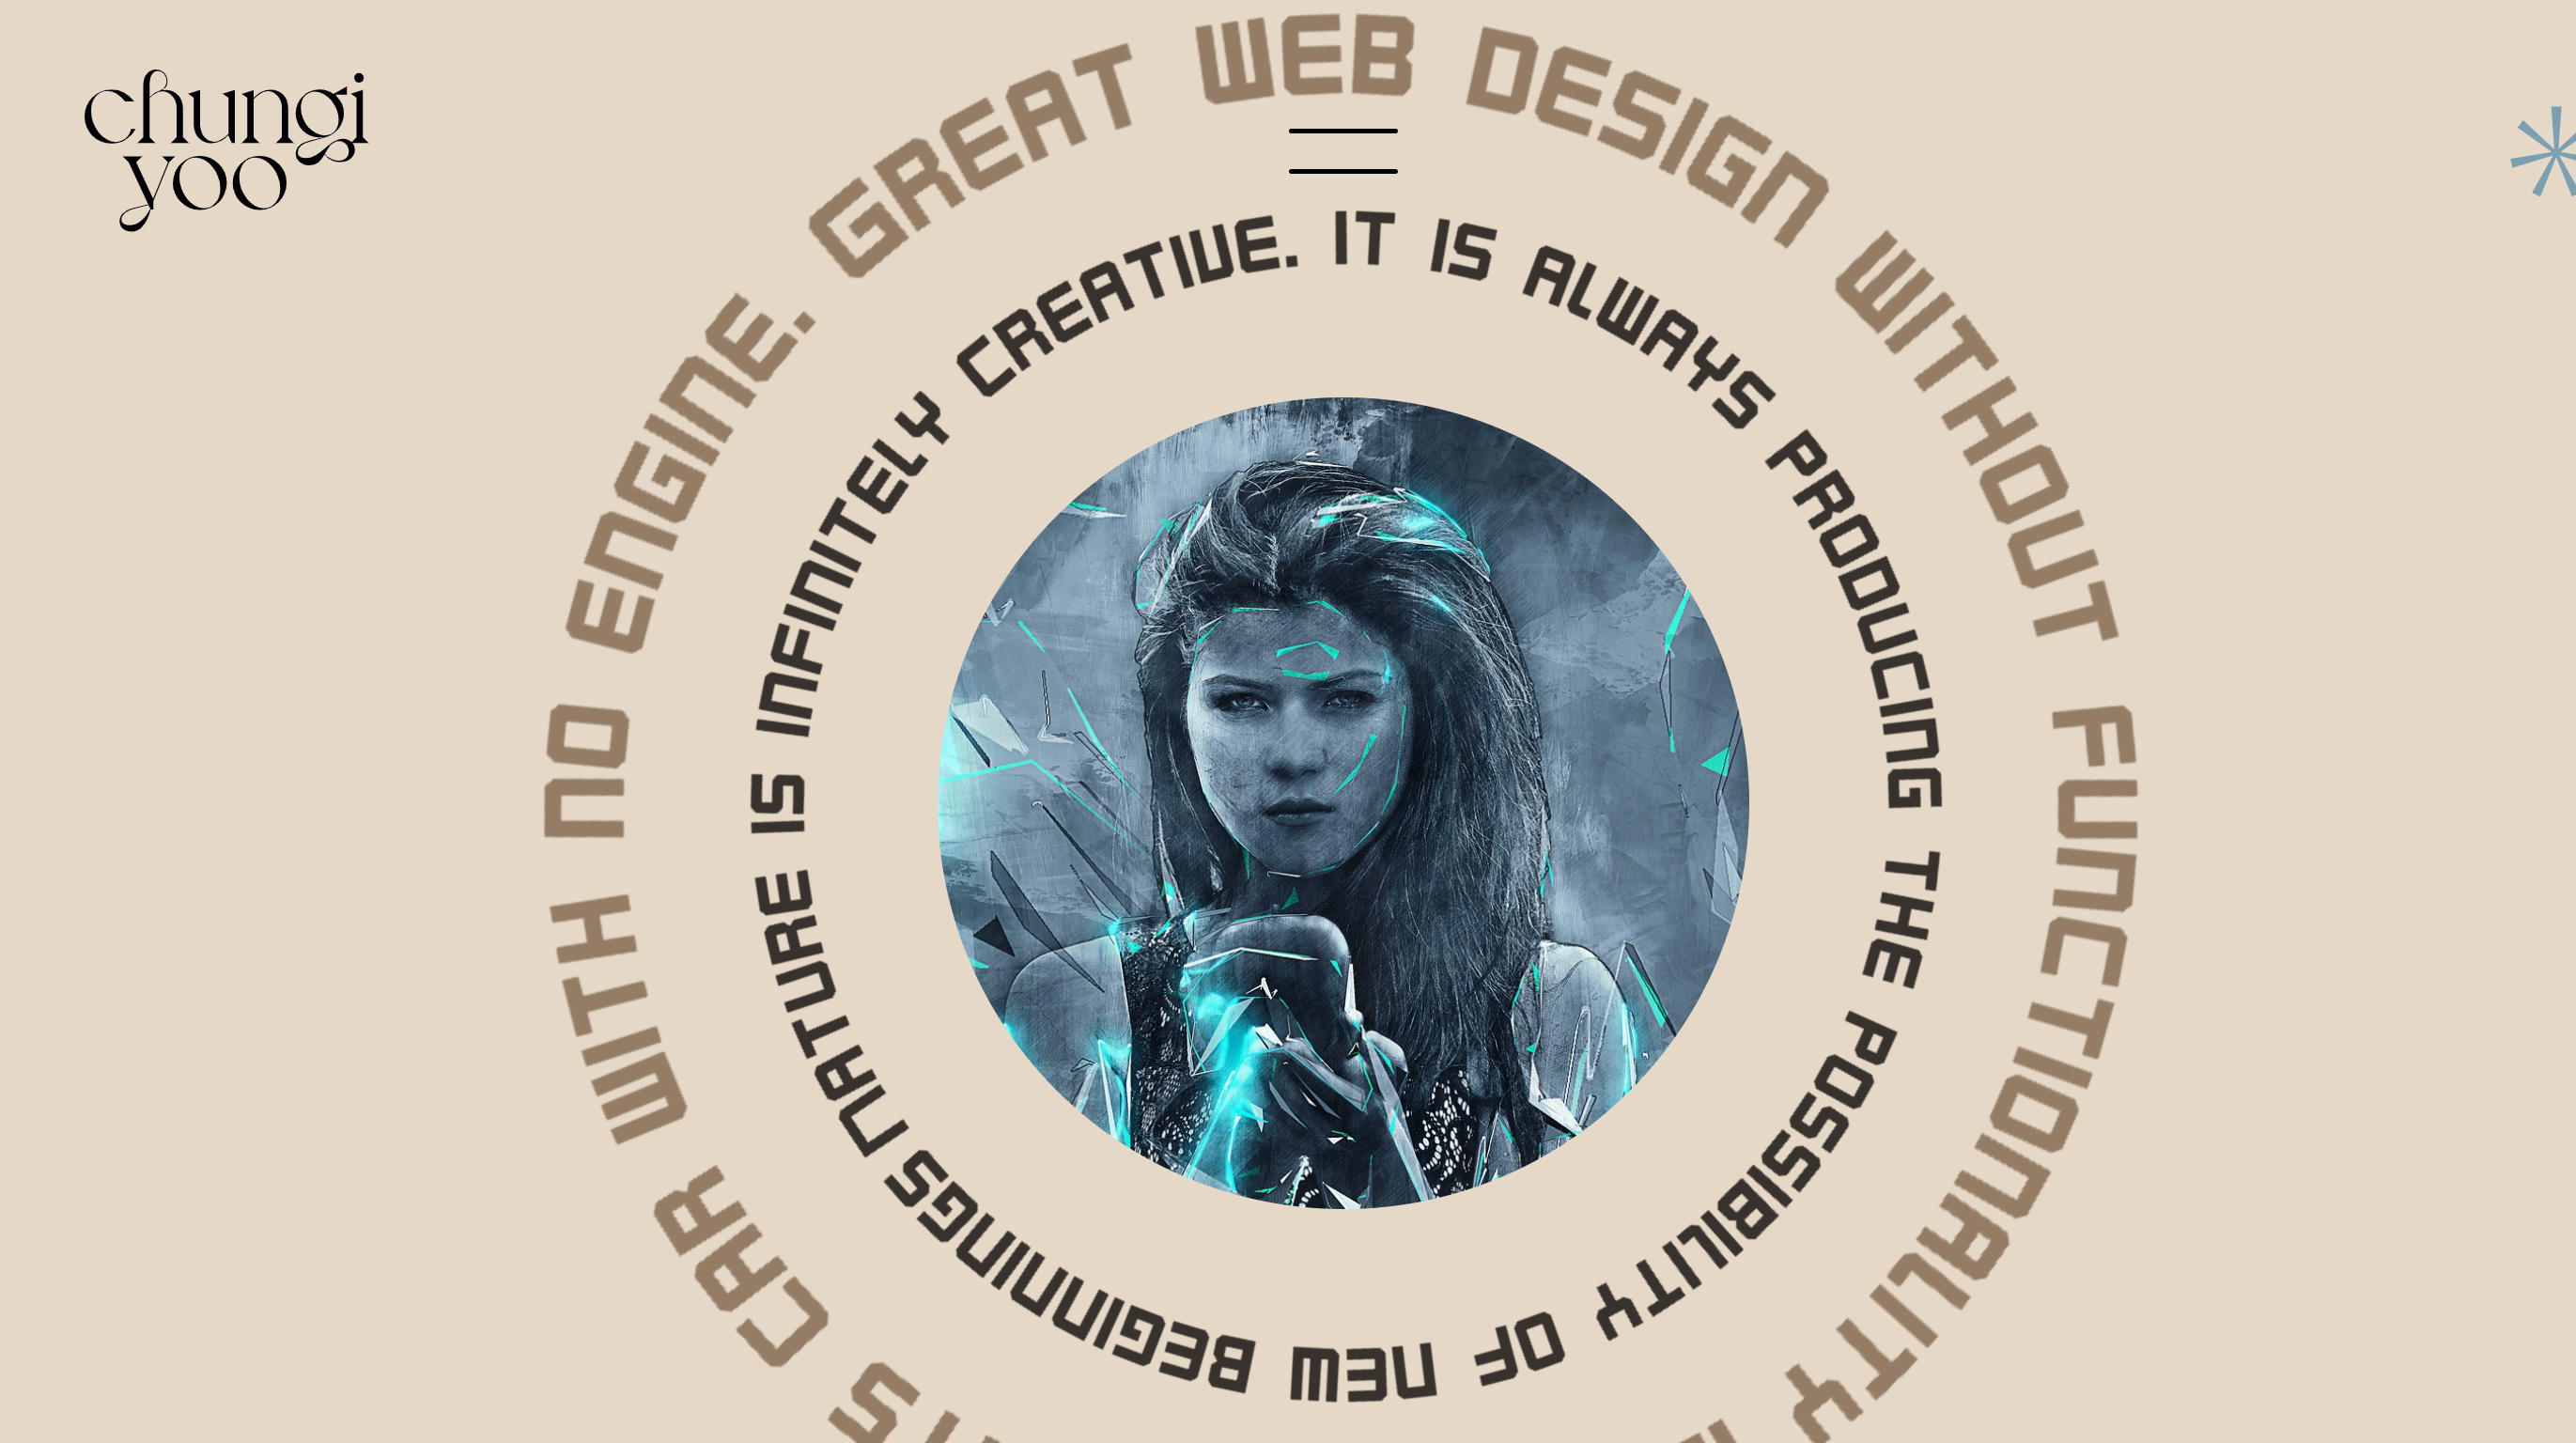 chungi
yoo
GREAT WEB DESIGN WITHOUT FUNCTIONALITY IS CAR WITH NO ENGINE.
NATURE IS INFINITELY CREATIVE. IT IS ALWAYS PRODUCING THE POSSIBILITY OF NEW BEGINNINGS